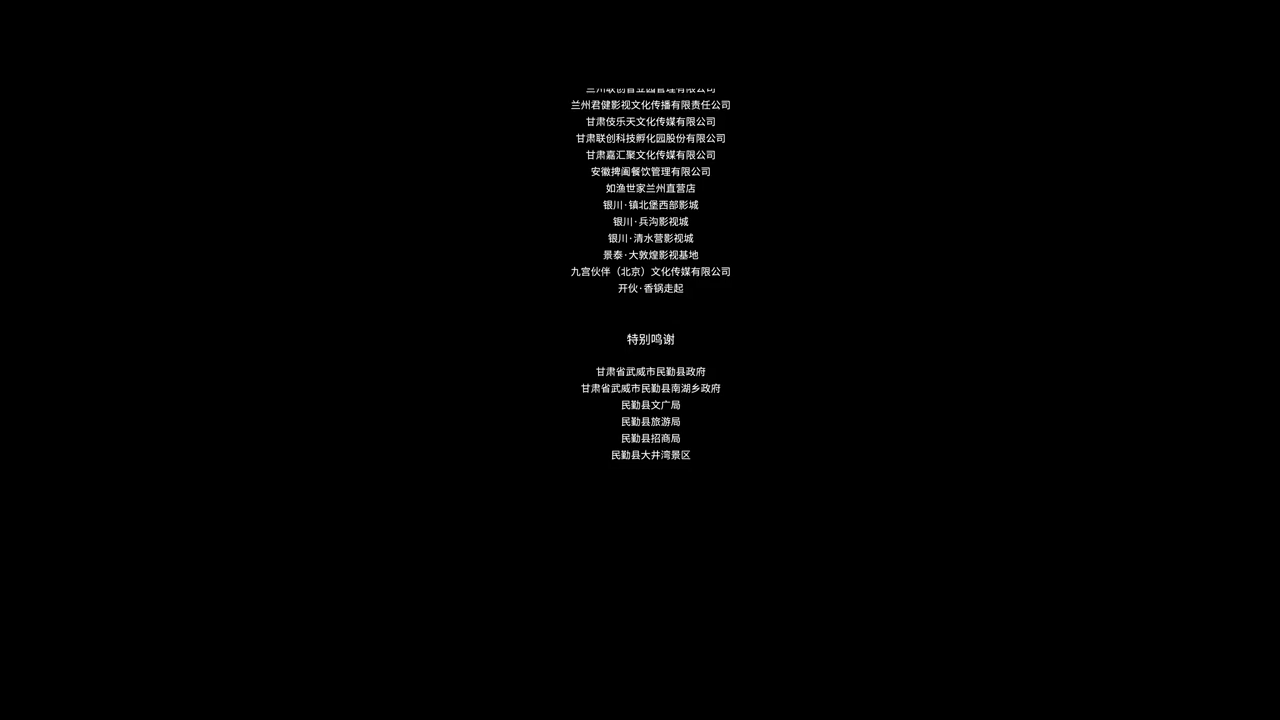 兰州君健影视文化传播有限责任公司
甘肃伎乐天文化传媒有限公司
甘肃联创科技孵化园股份有限公司
甘肃嘉汇聚文化传媒有限公司
安徽捭阖餐饮管理有限公司
如渔世家兰州直营店
银川·镇北堡西部影城
银川·兵沟影视城
银川·清水营影视城
景泰·大敦煌影视基地
九宫伙伴（北京）文化传媒有限公司
开伙·香锅走起
特别鸣谢
甘肃省武威市民勤县政府
甘肃省武威市民勤县南湖乡政府
民勤县文广局
民勤县旅游局
民勤县招商局
民勤县大井湾景区